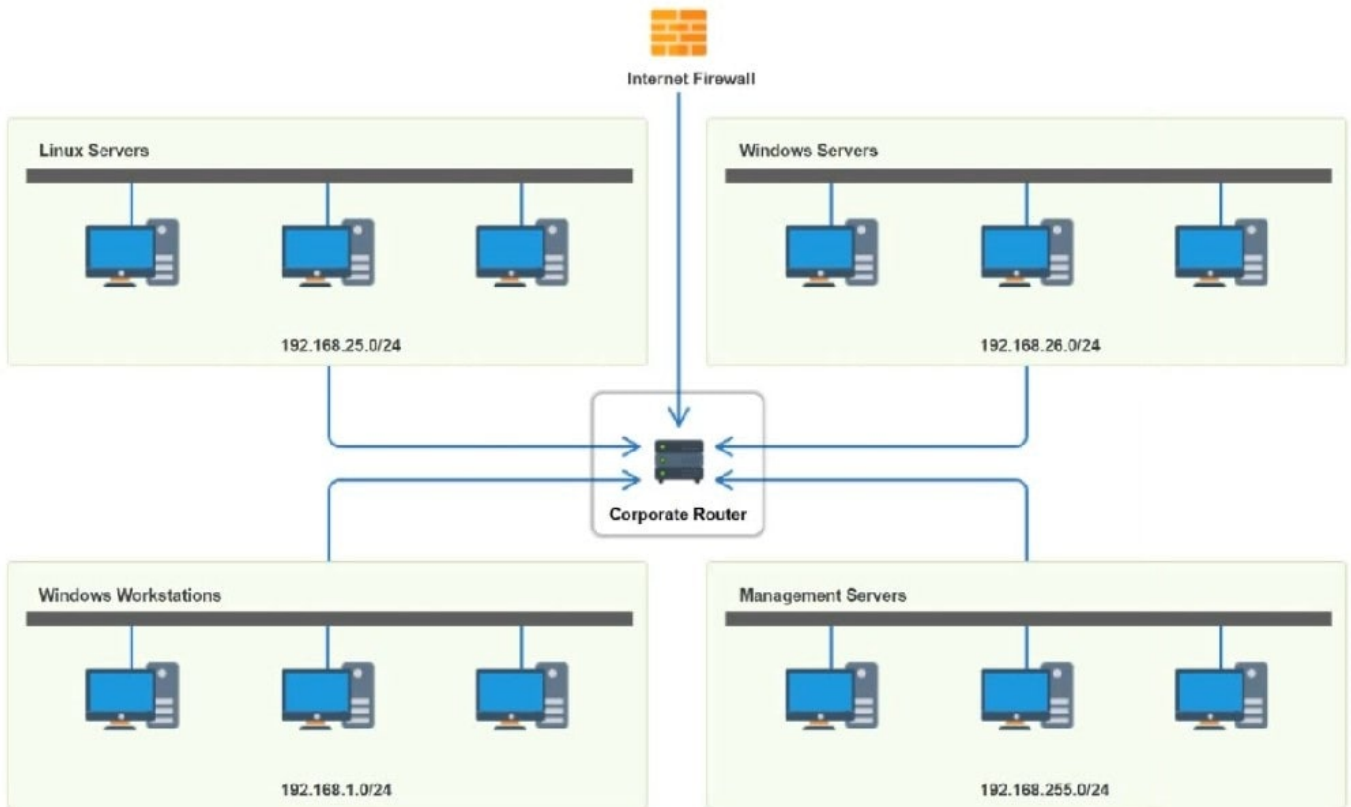 Internet Firewall
Linux Servers
Windows Servers
192.168.25.0/24
192.168.26.0/24
Corporate Router
Windows Workstations
Management Servers
192.168.1.0/24
192.168.255.0/24